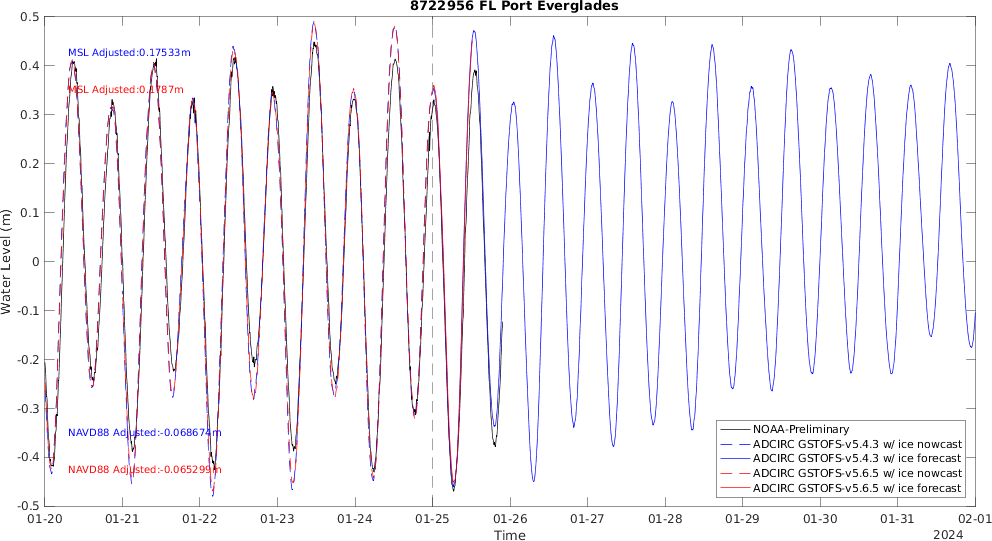 8722956 FL Port Everglades
0.5
0.4
0.3
0.2
0.1
0
-0.1
-0.2
-0.3
-0.4
-0.5
Water Level (m)
MSL Adjusted:0.17533m
MSL Adjusted:0.1787m
NAVD88 Adjusted:-0.068674m
NAVD88 Adjusted:-0.065299m
NOAA-Preliminary
ADCIRC GSTOFS-v5.4.3 w/ ice nowcast
ADCIRC GSTOFS-v5.4.3 w/ ice forecast
ADCIRC GSTOFS-v5.6.5 w/ ice nowcast
ADCIRC GSTOFS-v5.6.5 w/ ice forecast
01-20 01-21 01-22 01-23 01-24 01-25 01-26 01-27 01-28 01-29 01-30 01-31 02-01
Time
2024